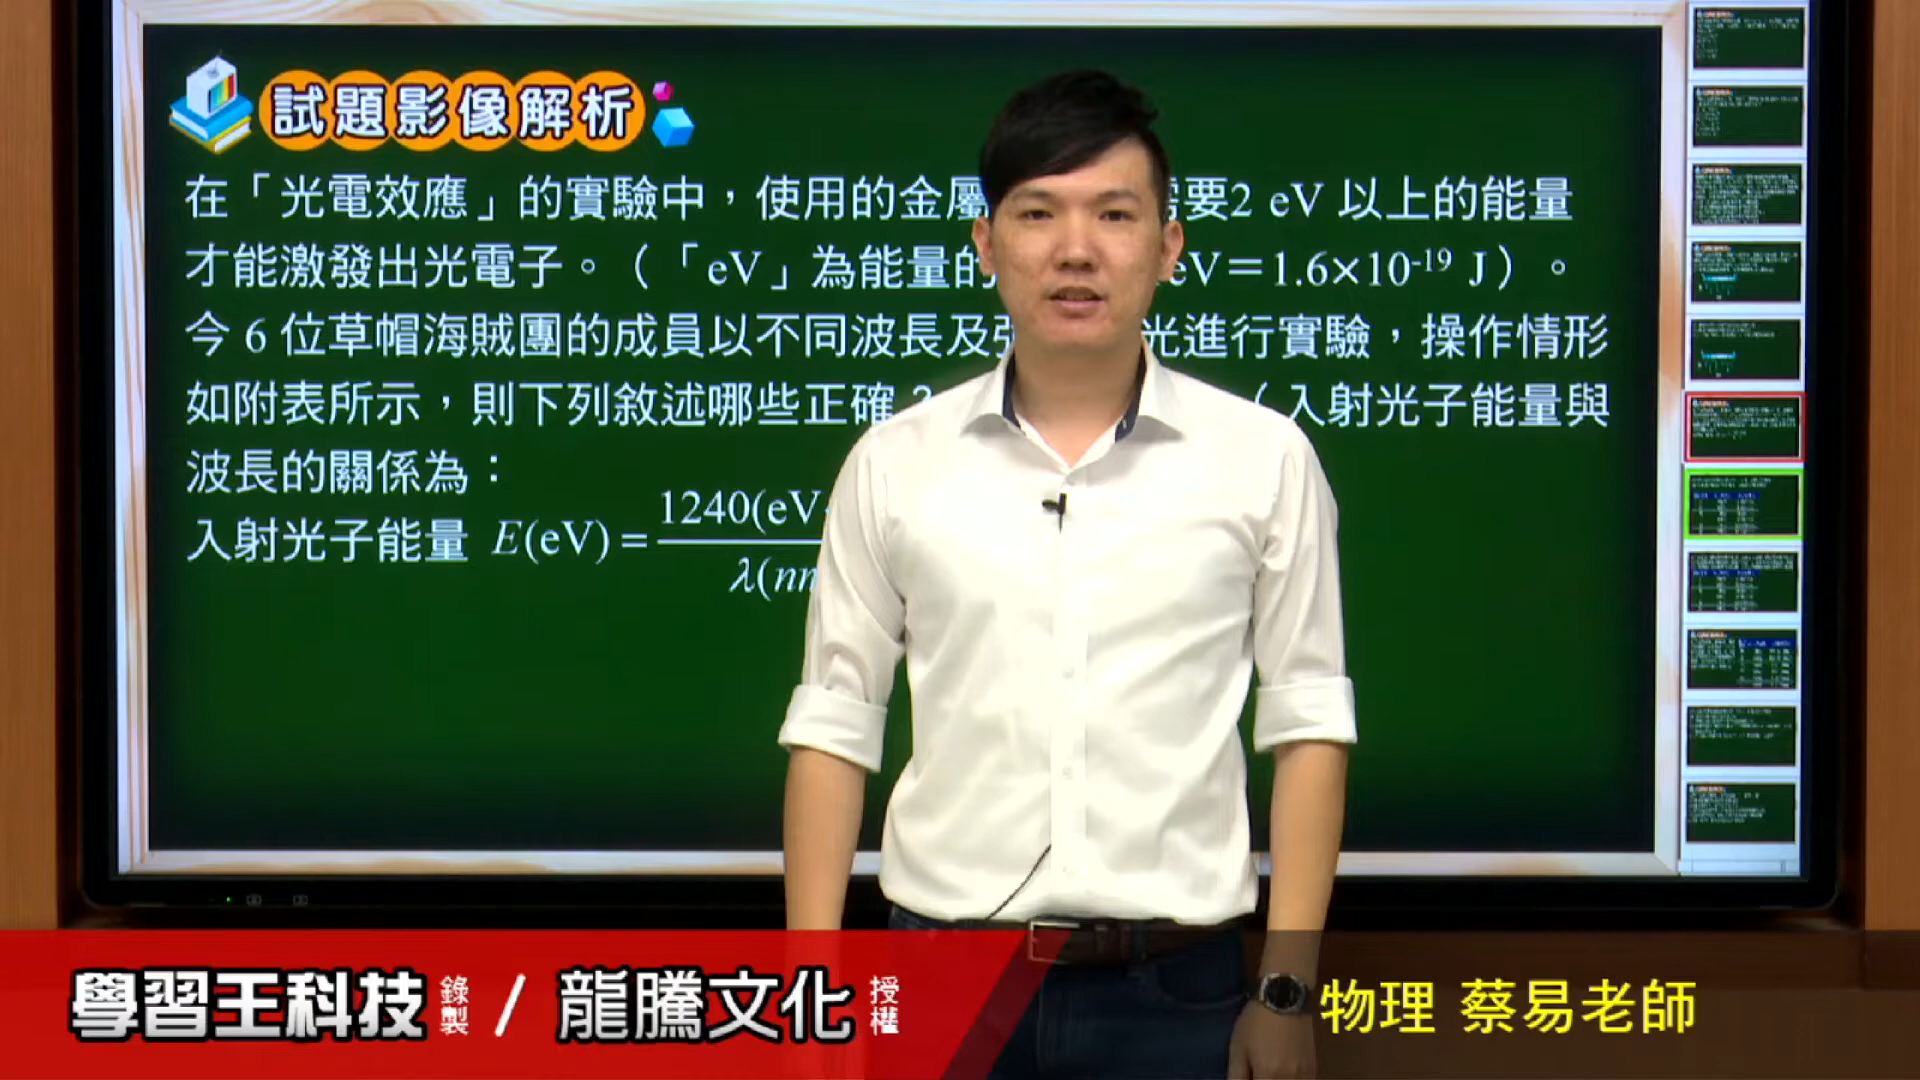 試題影像解析
在「光電效應」的實驗中，使用的金屬 需要2 eV 以上的能量
才能激發出光電子。（「eV」為能量的 eV＝1.6×10⁻¹⁹ J）。
今 6 位草帽海賊團的成員以不同波長及 光進行實驗，操作情形
如附表所示，則下列敘述哪些正確？ （入射光子能量與
波長的關係為：
入射光子能量 E(eV) = 1240(eV
λ(nm
學習王科技 錄製 / 龍騰文化 授權
物理 蔡易老師